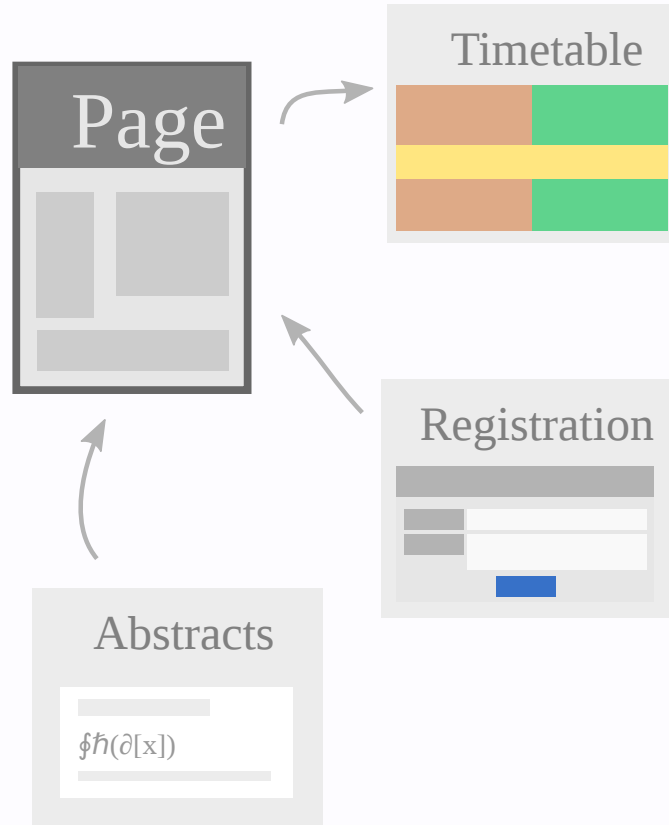 Page
Timetable
Registration
Abstracts
∮ℏ(∂[x])